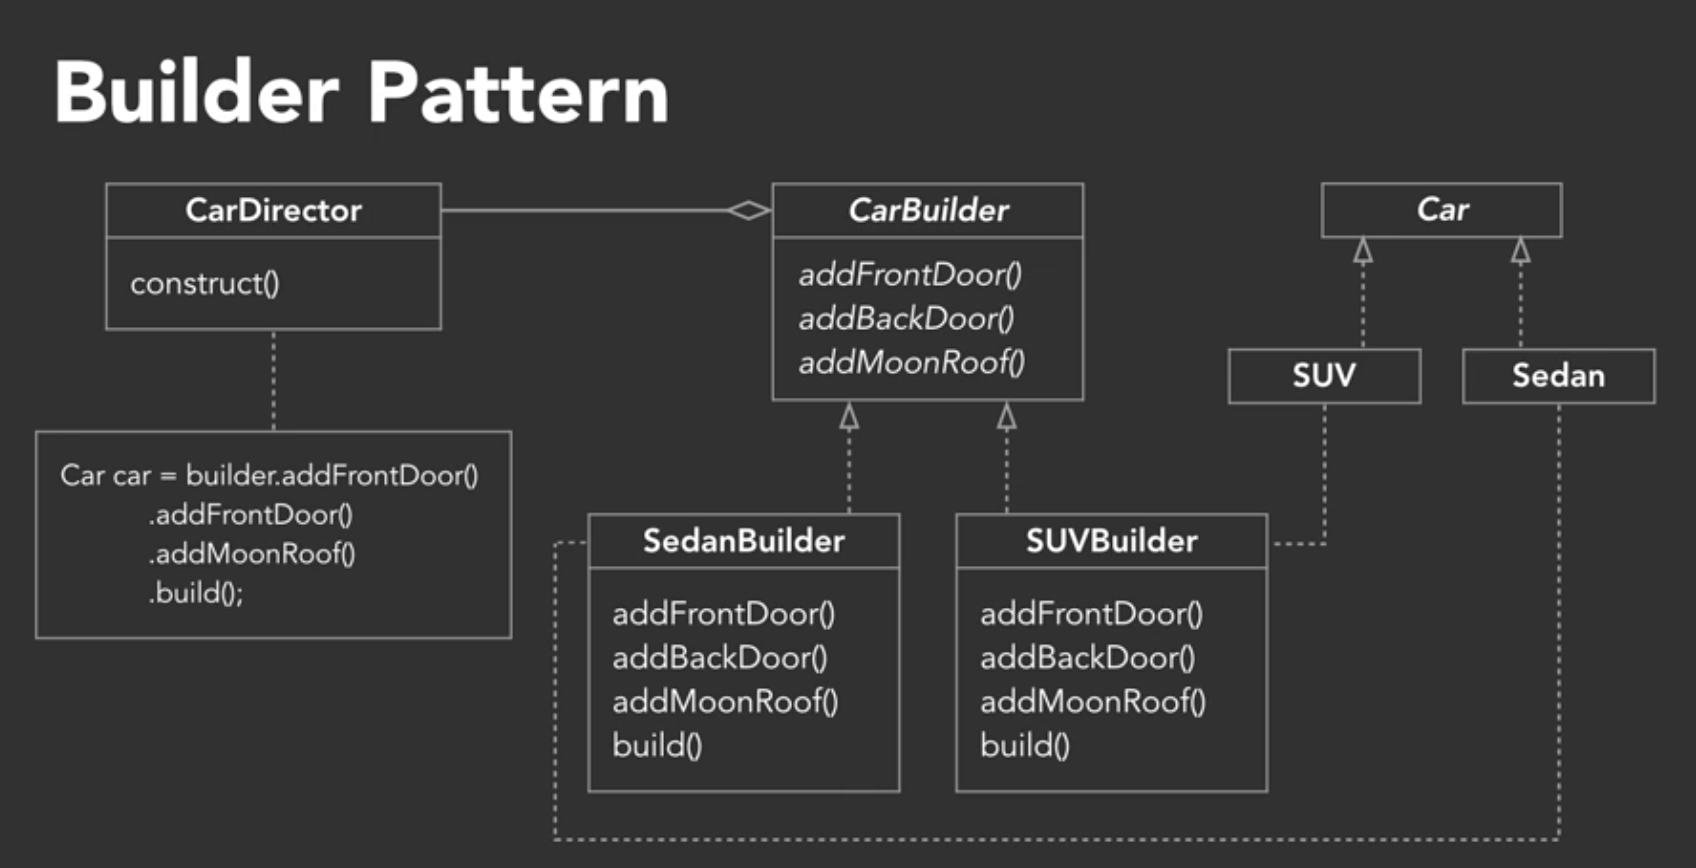 Builder Pattern
CarDirector
construct()
Car car = builder.addFrontDoor()
.addFrontDoor()
.addMoonRoof()
.build();
CarBuilder
addFrontDoor()
addBackDoor()
addMoonRoof()
SedanBuilder
addFrontDoor()
addBackDoor()
addMoonRoof()
build()
SUVBuilder
addFrontDoor()
addBackDoor()
addMoonRoof()
build()
Car
SUV
Sedan